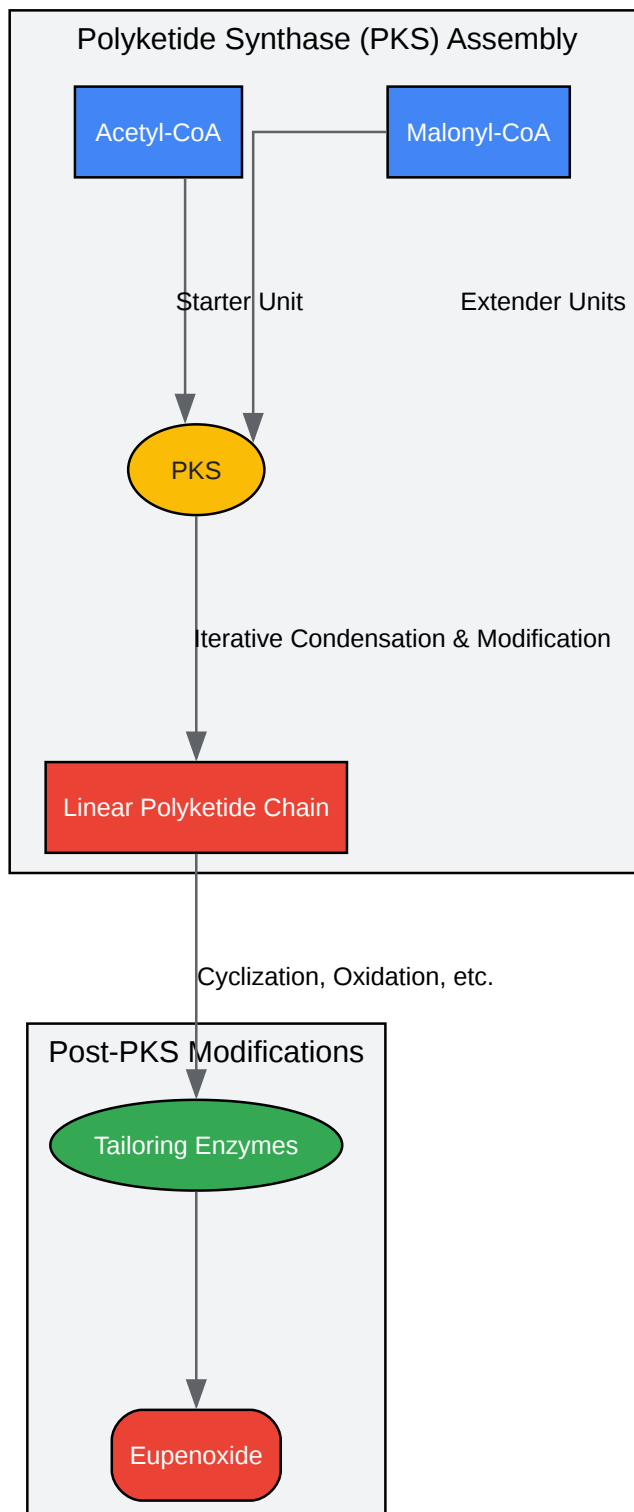 Polyketide Synthase (PKS) Assembly
Acetyl-CoA
Malonyl-CoA
Starter Unit
Extender Units
PKS
Iterative Condensation & Modification
Linear Polyketide Chain
Cyclization, Oxidation, etc.
Post-PKS Modifications
Tailoring Enzymes
Eupenoxide